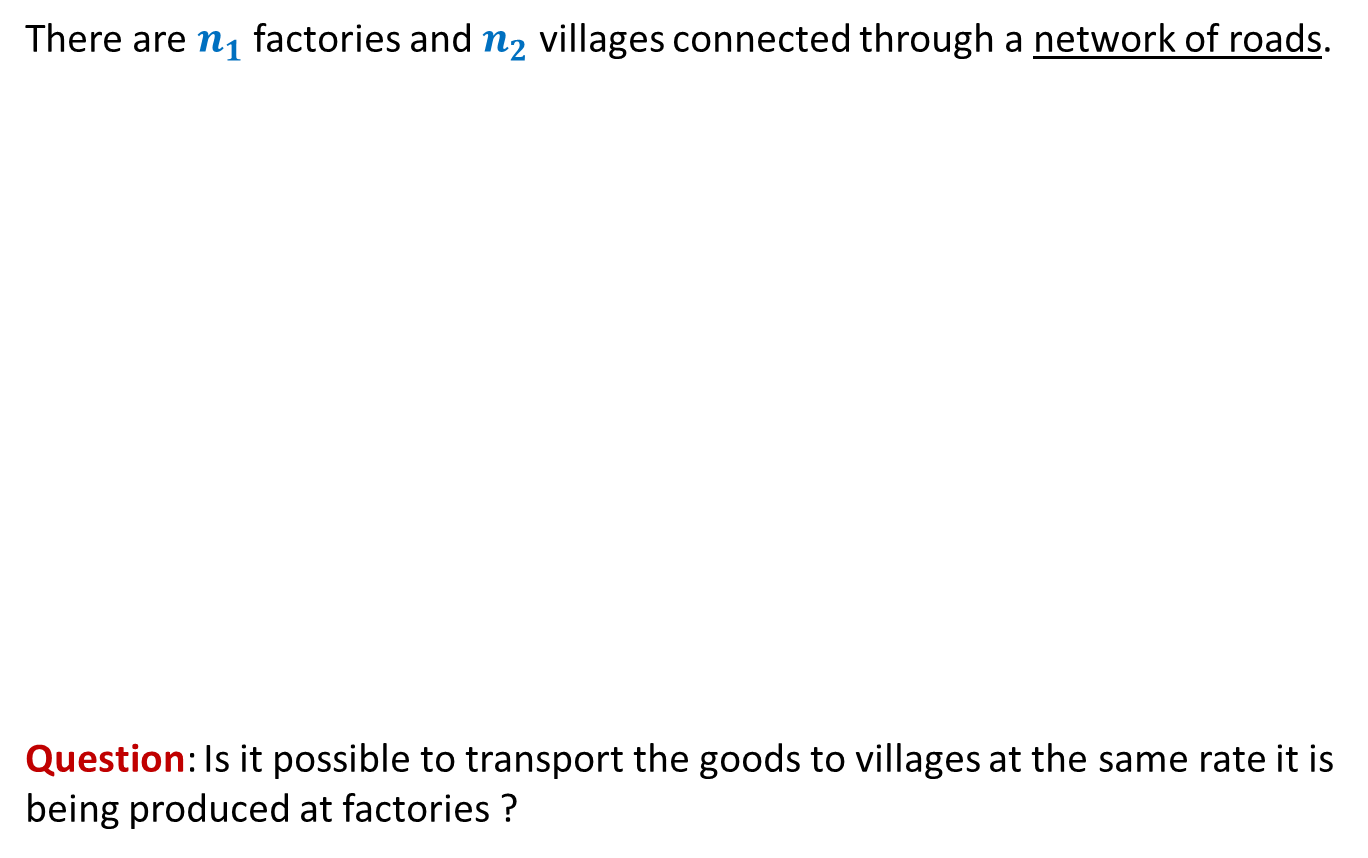 There are n₁ factories and n₂ villages connected through a network of roads.
Question: Is it possible to transport the goods to villages at the same rate it is
being produced at factories ?